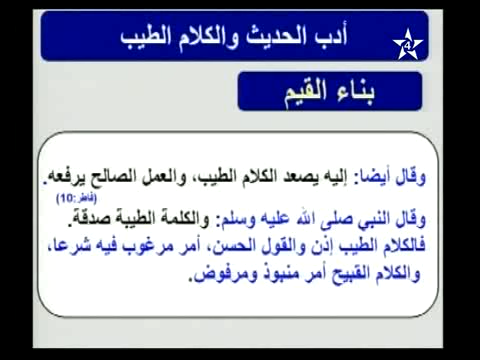 أدب الحديث والكلام الطيب
4
بناء القيم
وقال أيضا: إليه يصعد الكلام الطيب، والعمل الصالح يرفعه.
(فاطر:10)
وقال النبي صلى الله عليه وسلم: والكلمة الطيبة صدقة.
فالكلام الطيب إذن والقول الحسن، أمر مرغوب فيه شرعا،
والكلام القبيح أمر منبوذ ومرفوض.